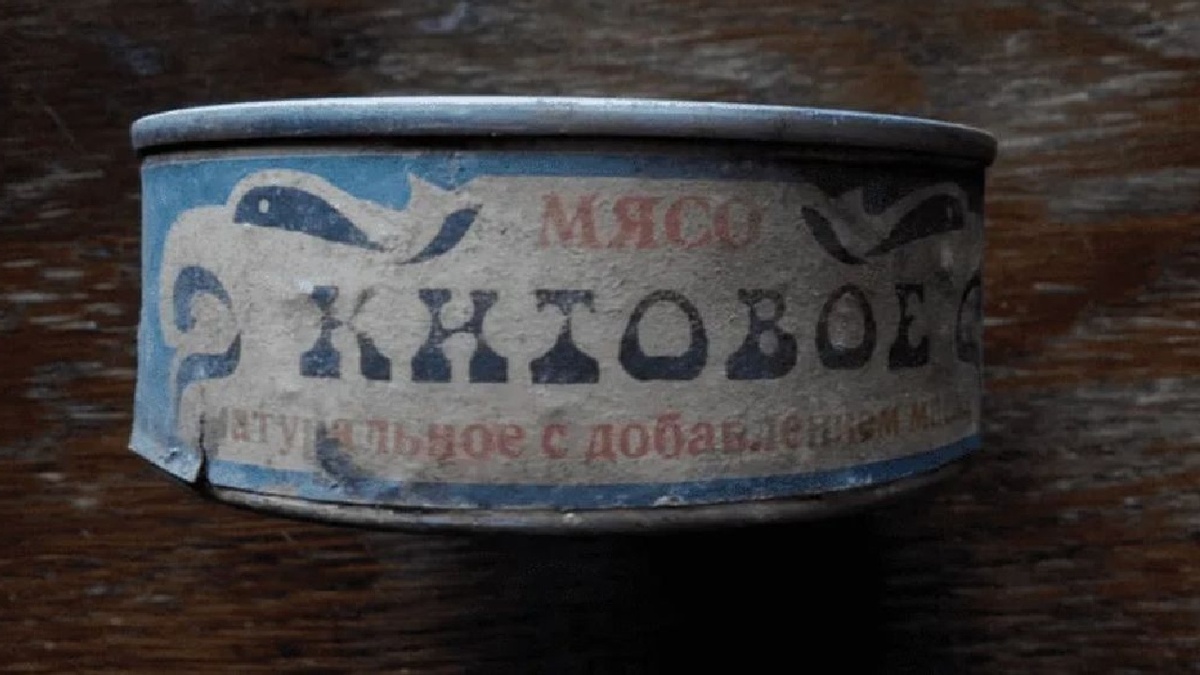 МЯСО
КИТОВОЕ
натуральное с добавлением